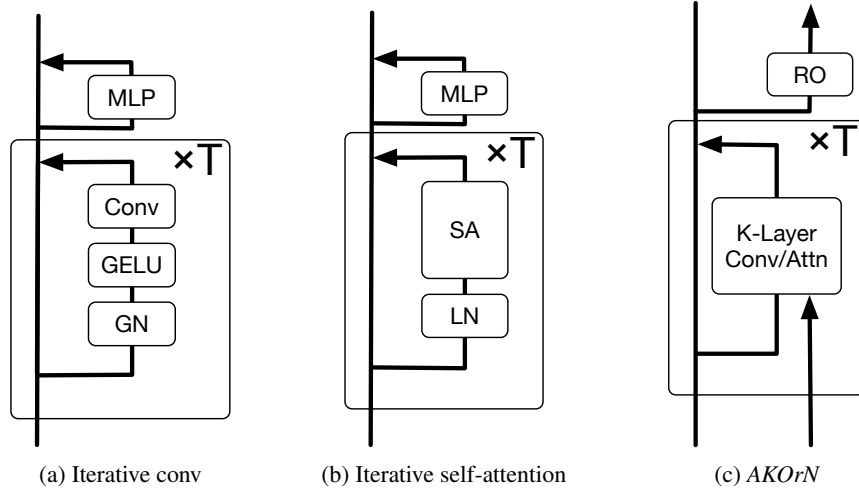 MLP
×T
Conv
GELU
GN
(a) Iterative conv
MLP
×T
SA
LN
(b) Iterative self-attention
RO
×T
K-Layer
Conv/Attn
(c) AKOrN